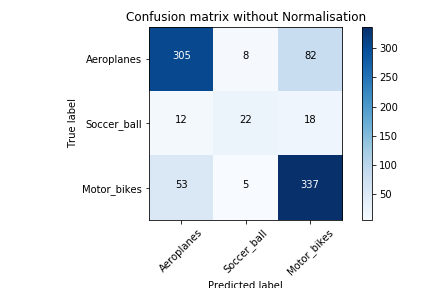 Confusion matrix without Normalisation
Aeroplanes 305 8 82
Soccer_ball 12 22 18
Motor_bikes 53 5 337
True label
Aeroplanes Soccer_ball Motor_bikes
Predicted label
300
250
200
150
100
50